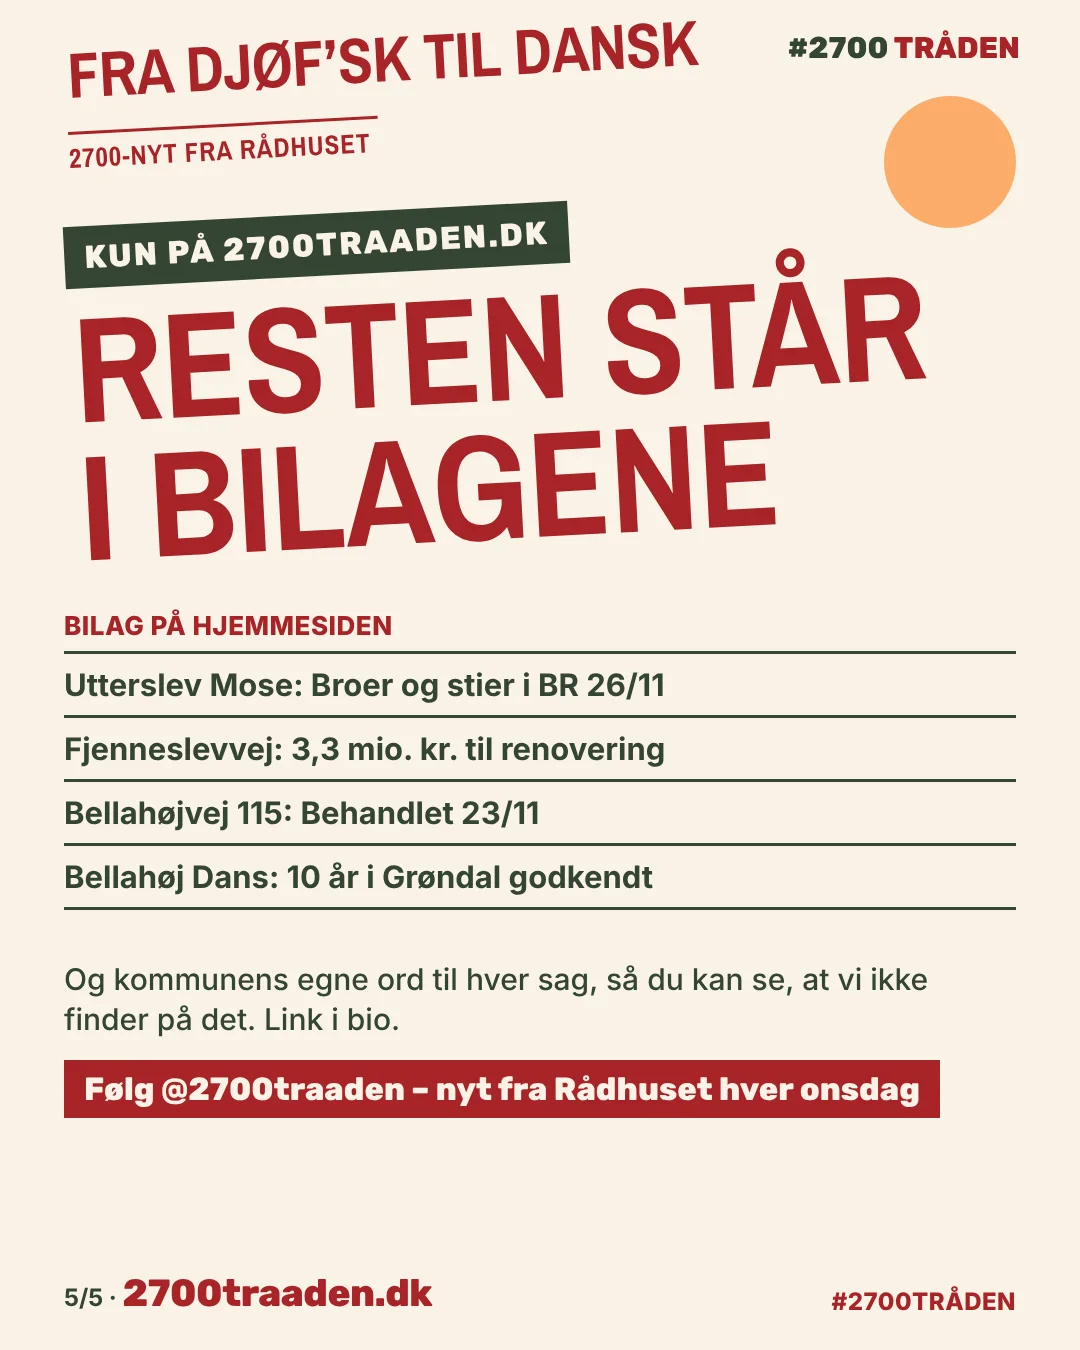 FRA DJØF’SK TIL DANSK
#2700 TRÅDEN
2700-NYT FRA RÅDHUSET
KUN PÅ 2700TRAADEN.DK
RESTEN STÅR
I BILAGENE
BILAG PÅ HJEMMESIDEN
Utterslev Mose: Broer og stier i BR 26/11
Fjenneslevvej: 3,3 mio. kr. til renovering
Bellahøjvej 115: Behandlet 23/11
Bellahøj Dans: 10 år i Grøndal godkendt
Og kommunens egne ord til hver sag, så du kan se, at vi ikke
finder på det. Link i bio.
Følg @2700traaden – nyt fra Rådhuset hver onsdag
5/5 · 2700traaden.dk
#2700TRÅDEN